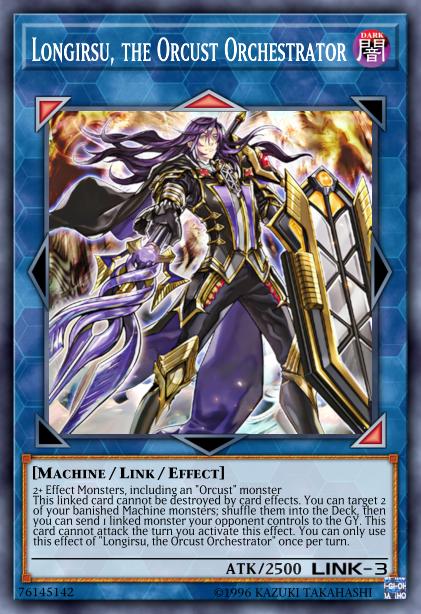 LONGIRSU, THE ORCUST ORCHESTRATOR
DARK
闇
[MACHINE / LINK / EFFECT]
2+ Effect Monsters, including an "Orcust" monster
This linked card cannot be destroyed by card effects. You can target 2
of your banished Machine monsters; shuffle them into the Deck, then
you can send 1 linked monster your opponent controls to the GY. This
card cannot attack the turn you activate this effect. You can only use
this effect of "Longirsu, the Orcust Orchestrator" once per turn.
ATK/2500 LINK-3
76145142
©1996 KAZUKI TAKAHASHI